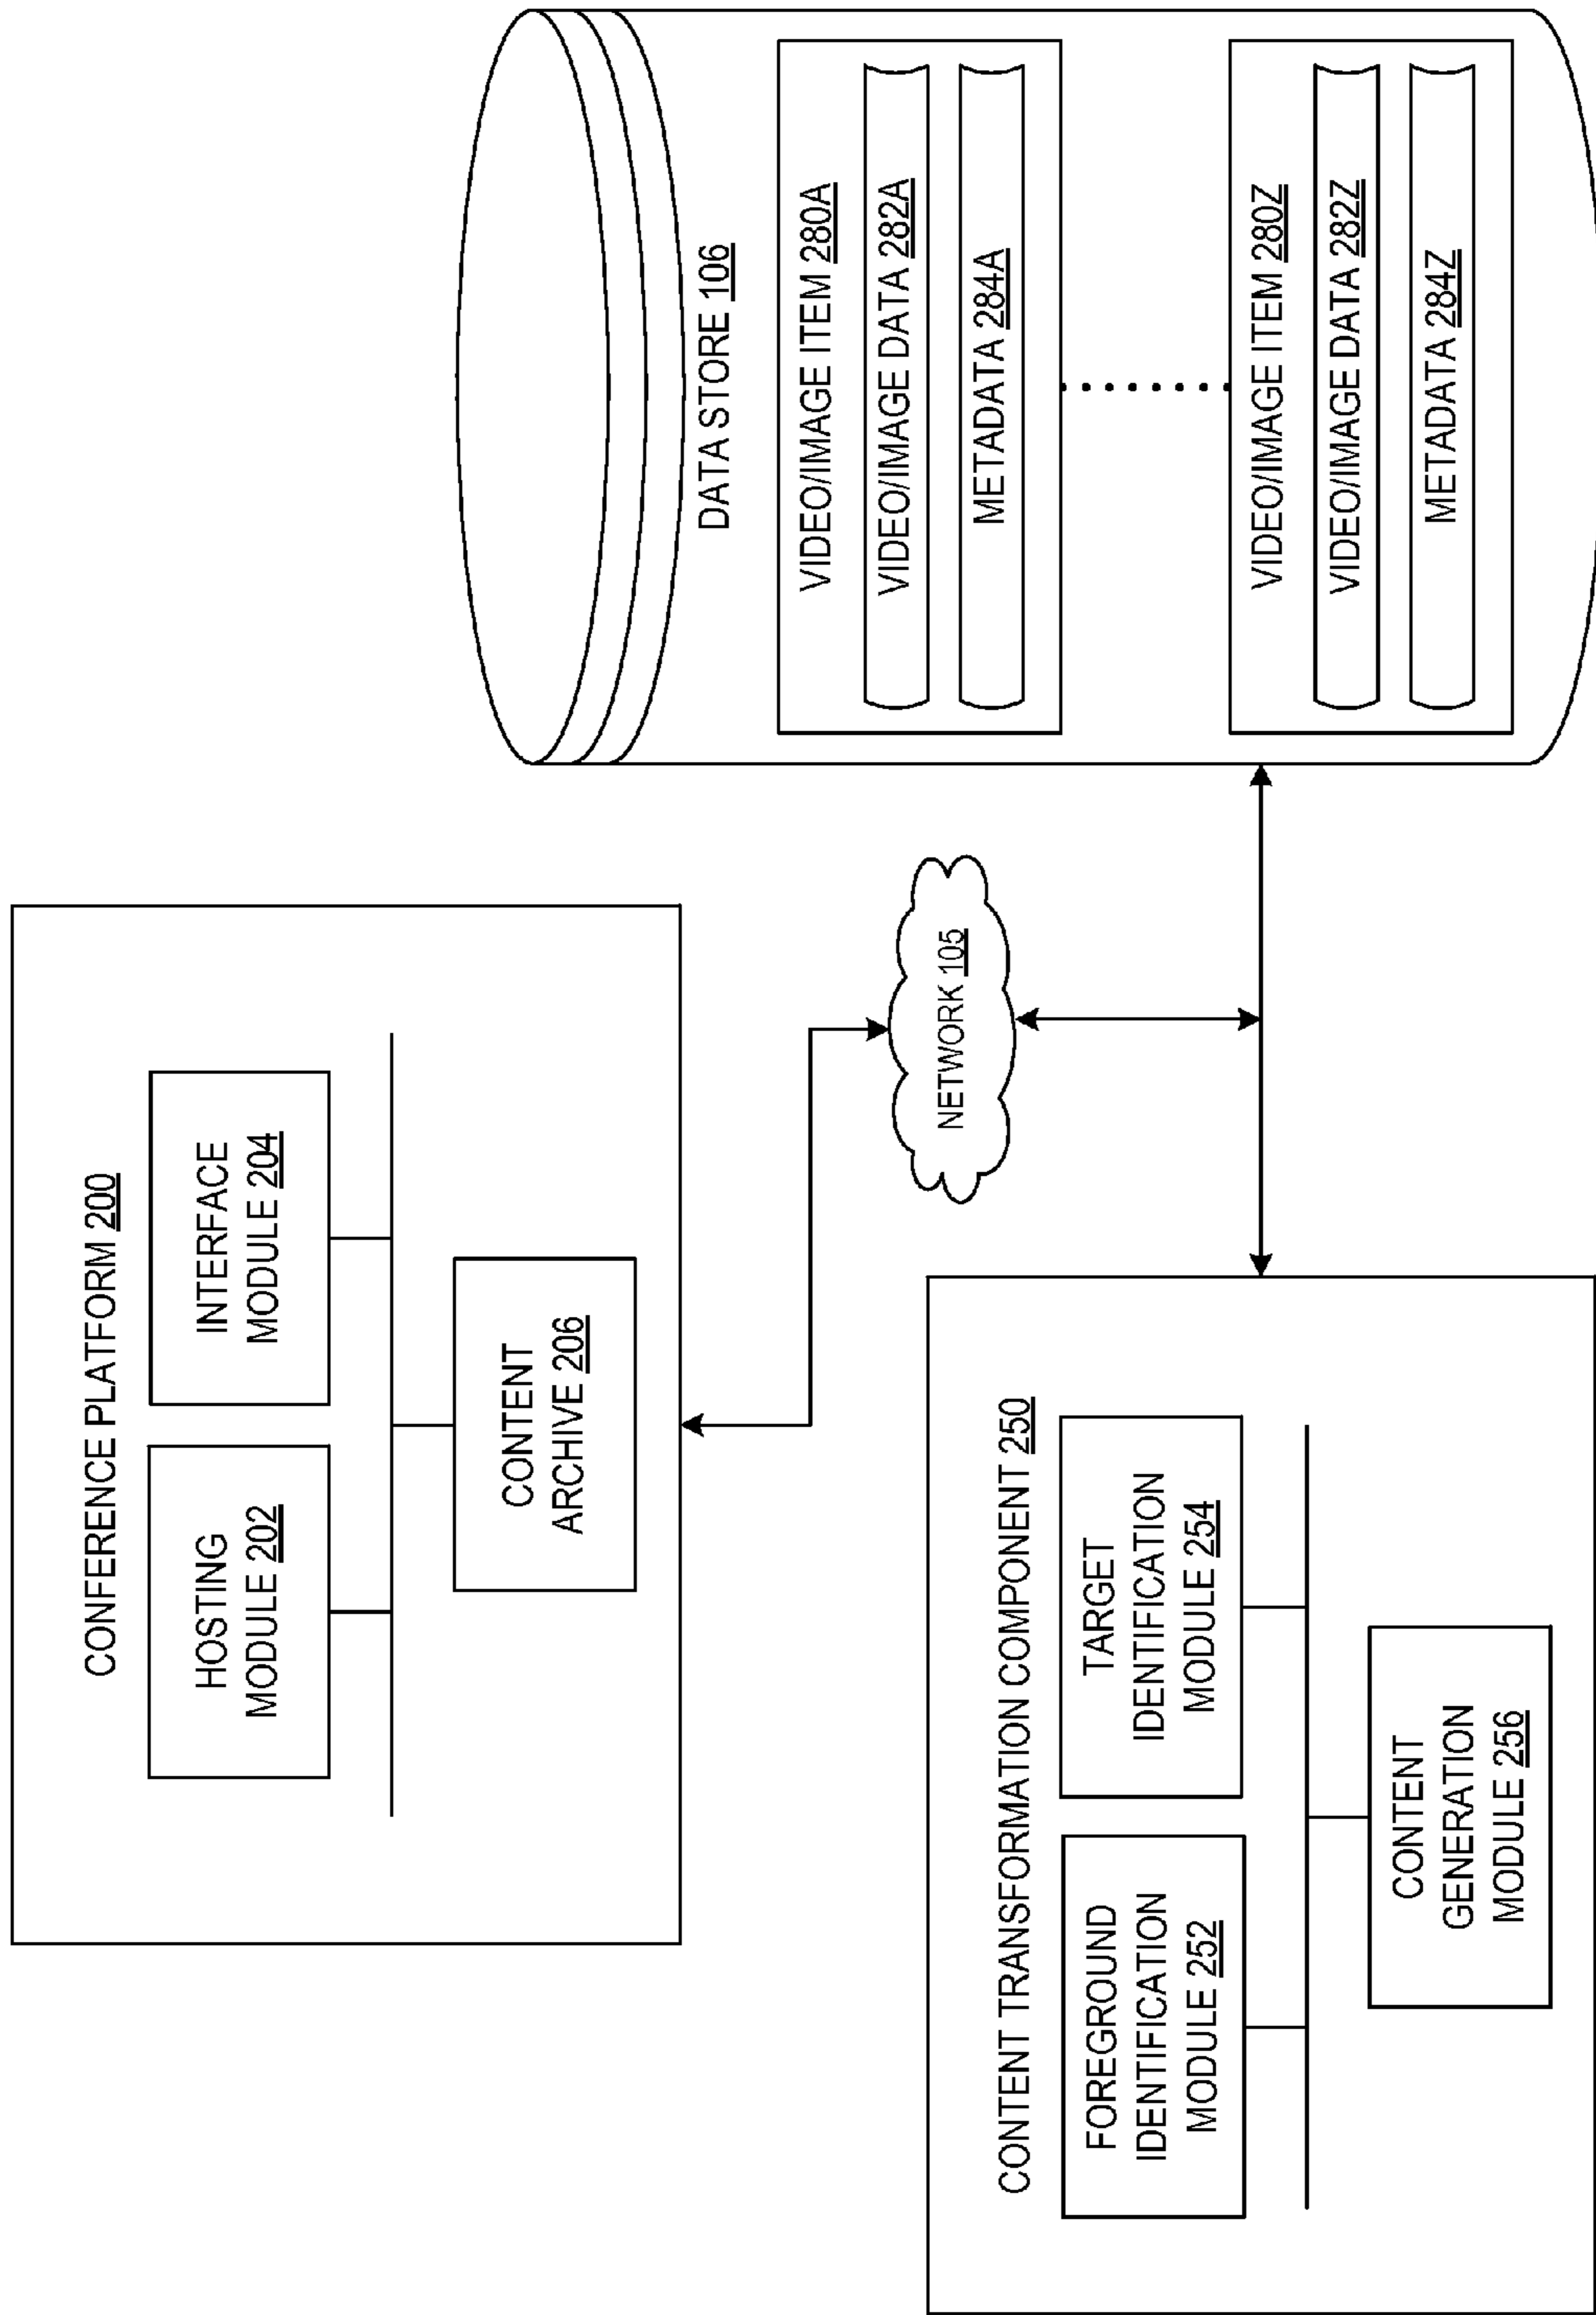 CONFERENCE PLATFORM 200
HOSTING
MODULE 202
INTERFACE
MODULE 204
CONTENT
ARCHIVE 206
NETWORK 105
CONTENT TRANSFORMATION COMPONENT 250
FOREGROUND
IDENTIFICATION
MODULE 252
TARGET
IDENTIFICATION
MODULE 254
CONTENT
GENERATION
MODULE 256
DATA STORE 106
VIDEO/IMAGE ITEM 280A
VIDEO/IMAGE DATA 282A
METADATA 284A
VIDEO/IMAGE ITEM 280Z
VIDEO/IMAGE DATA 282Z
METADATA 284Z